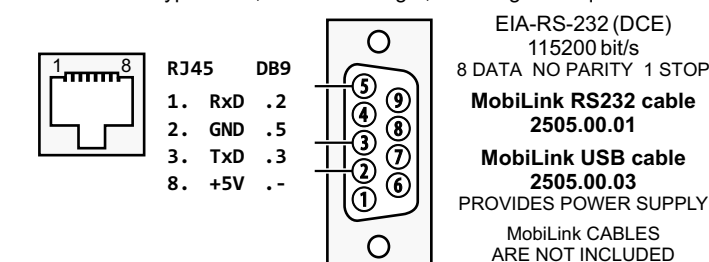 EIA-RS-232 (DCE)
115200 bit/s
8 DATA NO PARITY 1 STOP
MobiLink RS232 cable
2505.00.01
MobiLink USB cable
2505.00.03
PROVIDES POWER SUPPLY
MobiLink CABLES
ARE NOT INCLUDED
1 8
RJ45 DB9
1. RxD .2
2. GND .5
3. TxD .3
8. +5V .-
5
9
4
8
3
7
2
6
1